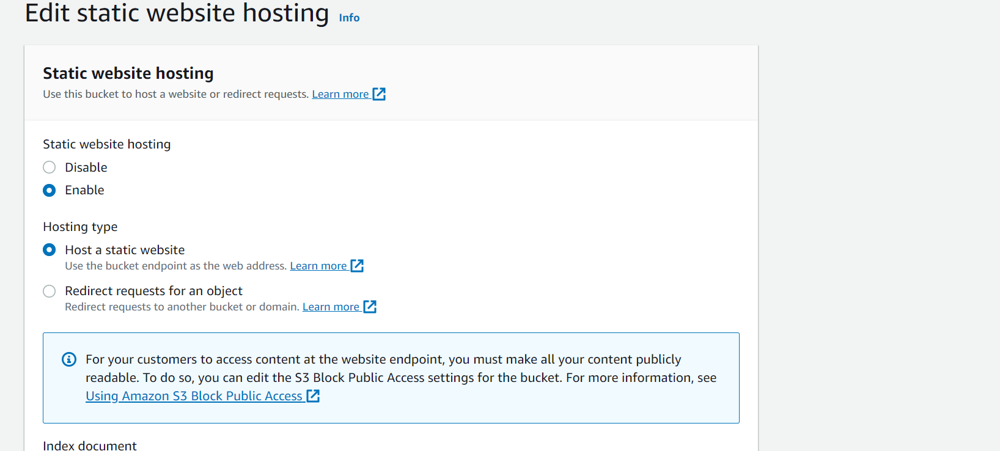 Edit static website hosting Info
Static website hosting
Use this bucket to host a website or redirect requests. Learn more
Static website hosting
Disable
Enable
Hosting type
Host a static website
Use the bucket endpoint as the web address. Learn more
Redirect requests for an object
Redirect requests to another bucket or domain. Learn more
For your customers to access content at the website endpoint, you must make all your content publicly
readable. To do so, you can edit the S3 Block Public Access settings for the bucket. For more information, see
Using Amazon S3 Block Public Access
Index document